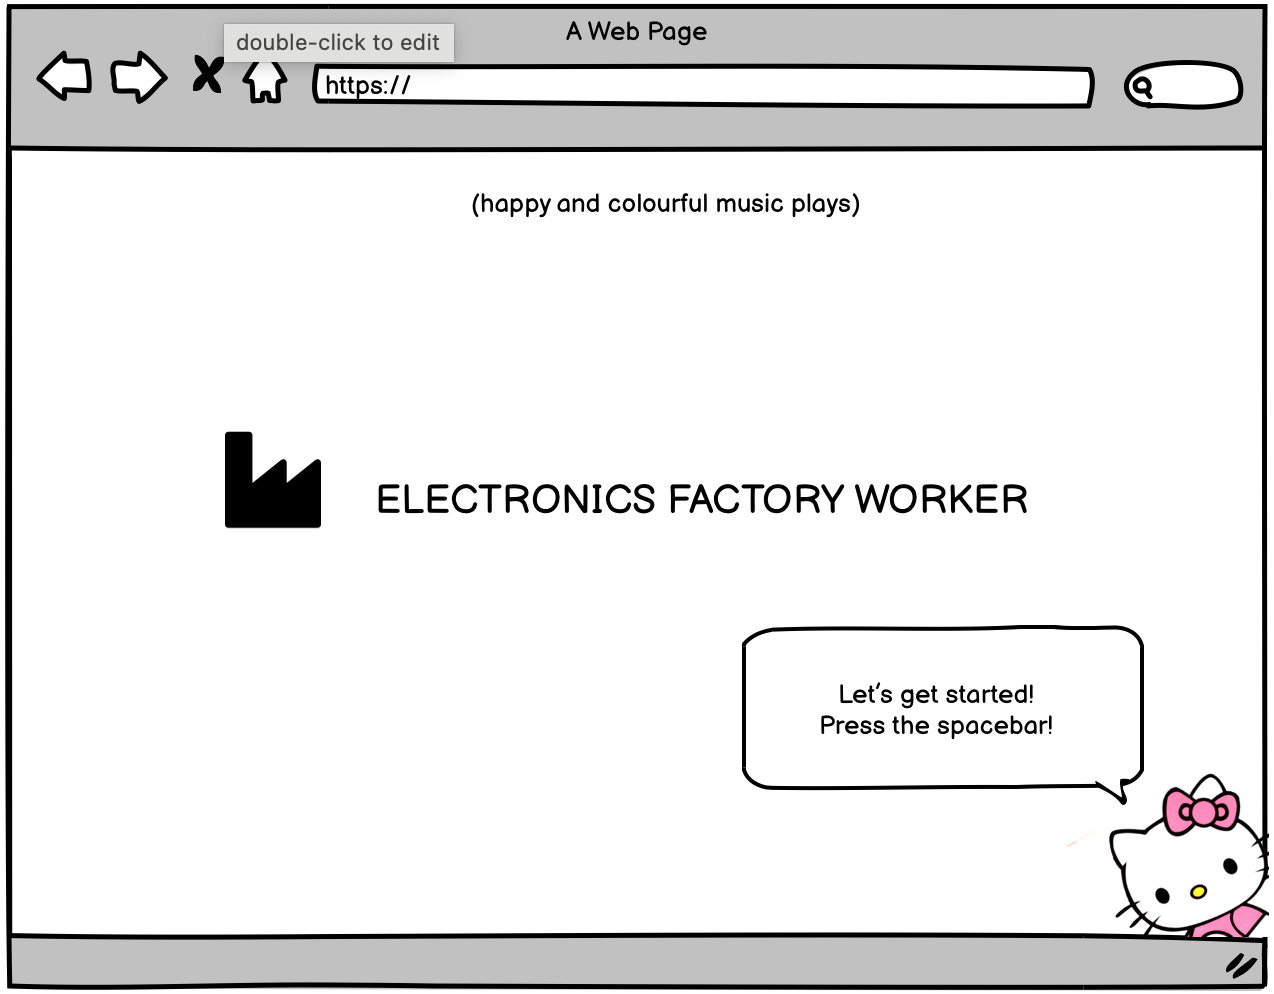 A Web Page
double-click to edit
https://
(happy and colourful music plays)
ELECTRONICS FACTORY WORKER
Let's get started!
Press the spacebar!